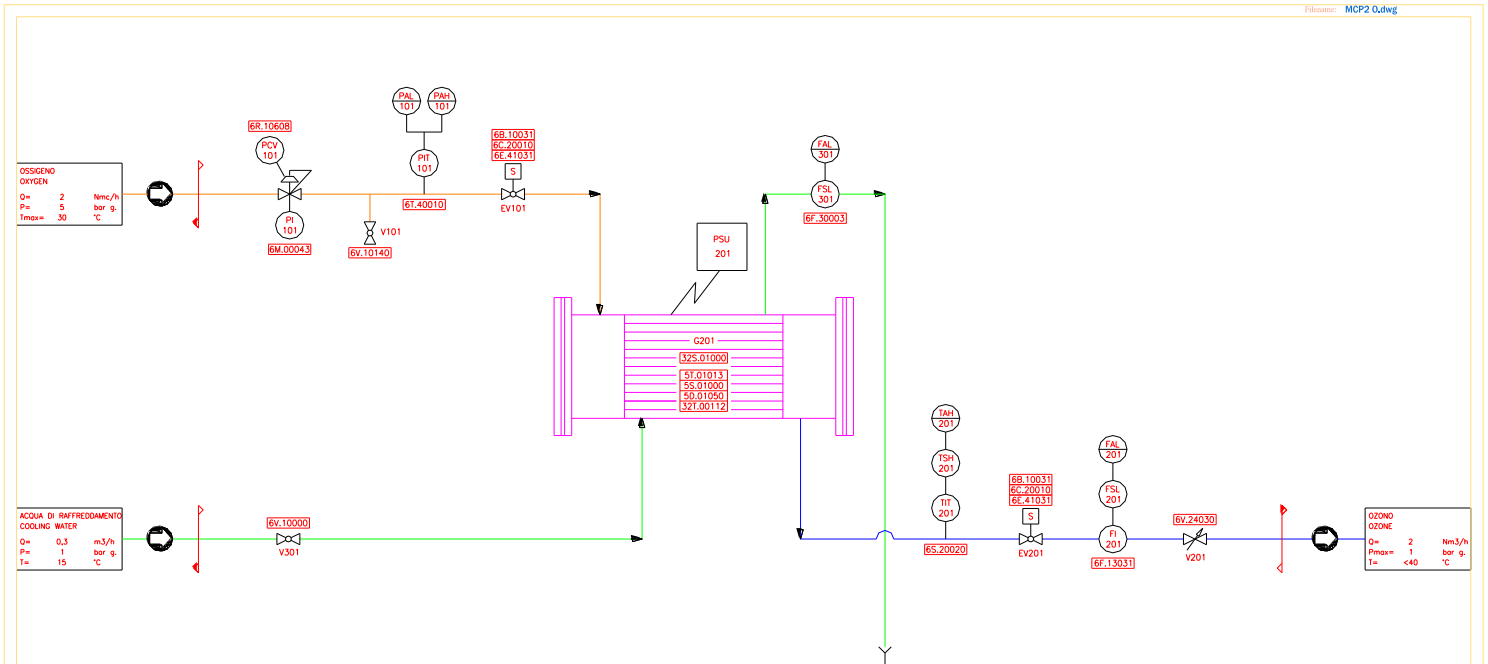 Filename: MCP2 O.dwg
OSSIGENO
OXYGEN
Q= 2 Nmc/h
P= 5 bar g.
Tmax= 30 °C
6R.10608
PCV
101
PI
101
6M.00043
V101
6V.10140
PAL
101
PAH
101
PIT
101
6T.40010
6B.10031
6C.20010
6E.41031
S
EV101
FAL
301
FSL
301
6F.30003
PSU
201
G201
32S.01000
5T.01013
5S.01000
5D.01050
32T.00112
ACQUA DI RAFFREDDAMENTO
COOLING WATER
Q= 0,3 m3/h
P= 1 bar g.
T= 15 °C
6V.10000
V301
TAH
201
TSH
201
TIT
201
6S.20020
6B.10031
6C.20010
6E.41031
S
EV201
FAL
201
FSL
201
FI
201
6F.13031
6V.24030
V201
OZONO
OZONE
Q= 2 Nm3/h
Pmax= 1 bar g.
T= <40 °C